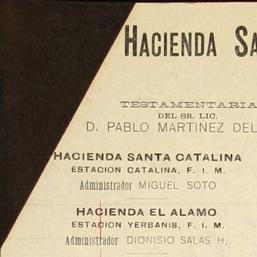 HACIENDA SA
TESTAMENTARIA
DEL SR. LIC.
D. PABLO MARTINEZ DEL
HACIENDA SANTA CATALINA
ESTACION CATALINA, F. I. M.
Administrador MIGUEL SOTO
HACIENDA EL ALAMO
ESTACION YERBANIS, F. I. M.
Administrador DIONISIO SALAS H,